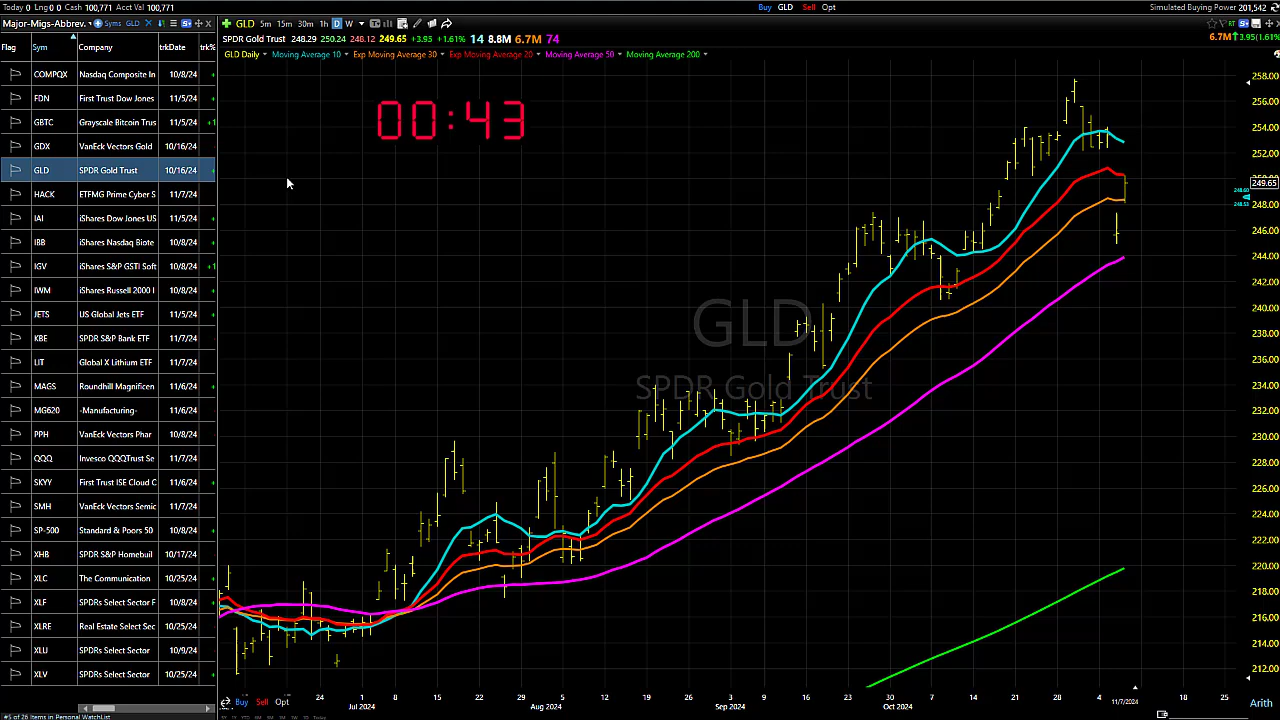 Today 0 Lng 0 0 Cash 100,771 Acct Val 100,771 Buy GLD Sell Opt Simulated Buying Power 201,542
Major-Migs-Abbrev. Syms GLD
GLD 5m 15m 30m 1h D W
SPDR Gold Trust 248.29 250.24 248.12 249.65 +3.95 +1.61% 14 8.8M 6.7M 74
6.7M 3.95(1.61%
GLD Daily Moving Average 10 Exp Moving Average 30 Exp Moving Average 20 Moving Average 50 Moving Average 200
Flag Sym Company trkDate trk%
COMPQX Nasdaq Composite In 10/8/24
FDN First Trust Dow Jones 11/5/24
GBTC Grayscale Bitcoin Trus 11/5/24 +1
GDX VanEck Vectors Gold 10/16/24
GLD SPDR Gold Trust 10/16/24
HACK ETFMG Prime Cyber S 11/7/24
IAI iShares Dow Jones US 11/5/24
IBB iShares Nasdaq Biote 10/8/24
IGV iShares S&P GSTI Soft 10/8/24 +1
IWM iShares Russell 2000 I 10/8/24
JETS US Global Jets ETF 11/5/24
KBE SPDR S&P Bank ETF 11/7/24
LIT Global X Lithium ETF 11/7/24
MAGS Roundhill Magnificen 11/6/24
MG620 -Manufacturing- 11/6/24
PPH VanEck Vectors Phar 10/8/24
QQQ Invesco QQQTrust Se 11/7/24
SKYY First Trust ISE Cloud C 11/6/24
SMH VanEck Vectors Semic 11/6/24
SP-500 Standard & Poors 50 10/8/24
XHB SPDR S&P Homebuil 10/17/24
XLC The Communication 10/25/24
XLF SPDRs Select Sector F 10/8/24
XLRE Real Estate Select Sec 10/25/24
XLU SPDRs Select Sector 10/9/24
XLV SPDRs Select Sector 10/25/24
#5 of 26 Items in Personal WatchList
00:43
GLD
SPDR Gold Trust
258.00
256.00
254.00
252.00
249.65
248.60
248.53
248.00
246.00
244.00
242.00
240.00
238.00
236.00
234.00
232.00
230.00
228.00
226.00
224.00
222.00
220.00
218.00
216.00
214.00
212.00
24 1 8 15 22 29 5 12 19 26 3 9 16 23 30 7 14 21 28 4 18 25
Jul 2024 Aug 2024 Sep 2024 Oct 2024 11/7/2024
Buy Sell Opt
Arith